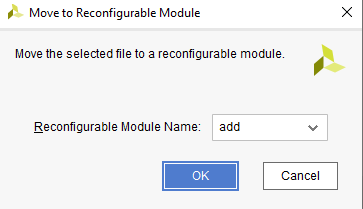 Move to Reconfigurable Module
Move the selected file to a reconfigurable module.
Reconfigurable Module Name: add
OK Cancel